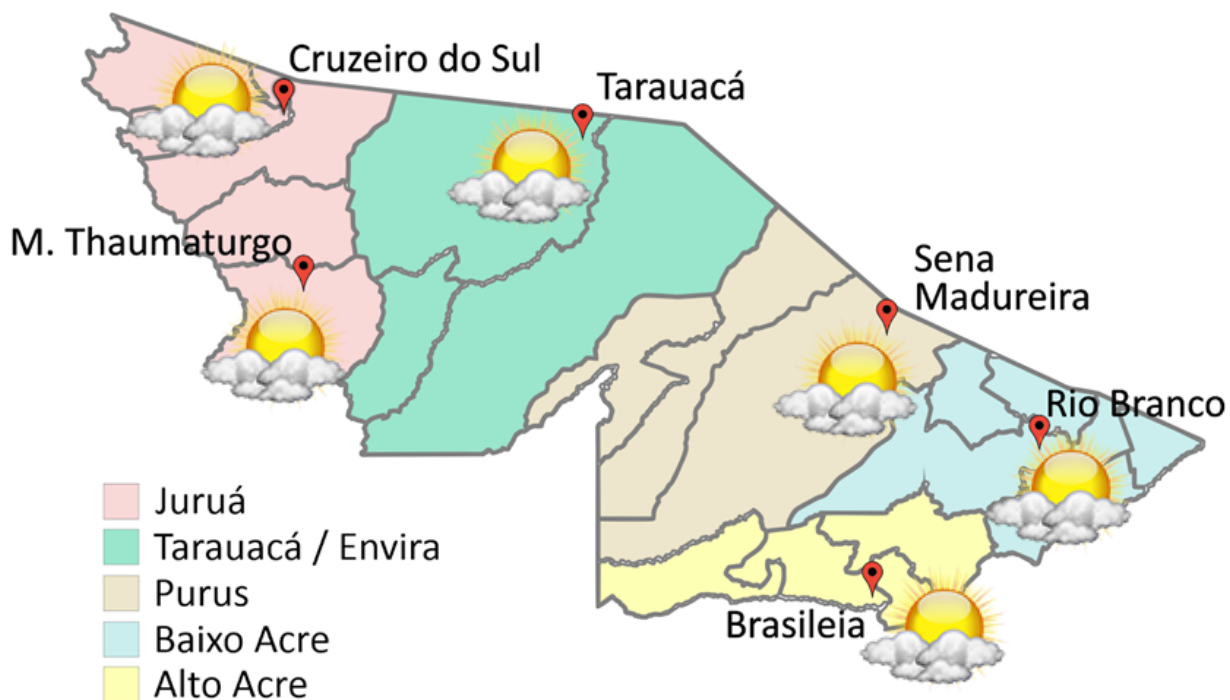 Cruzeiro do Sul
Tarauacá
M. Thaumaturgo
Sena
Madureira
Rio Branco
Brasileia
Juruá
Tarauacá / Envira
Purus
Baixo Acre
Alto Acre